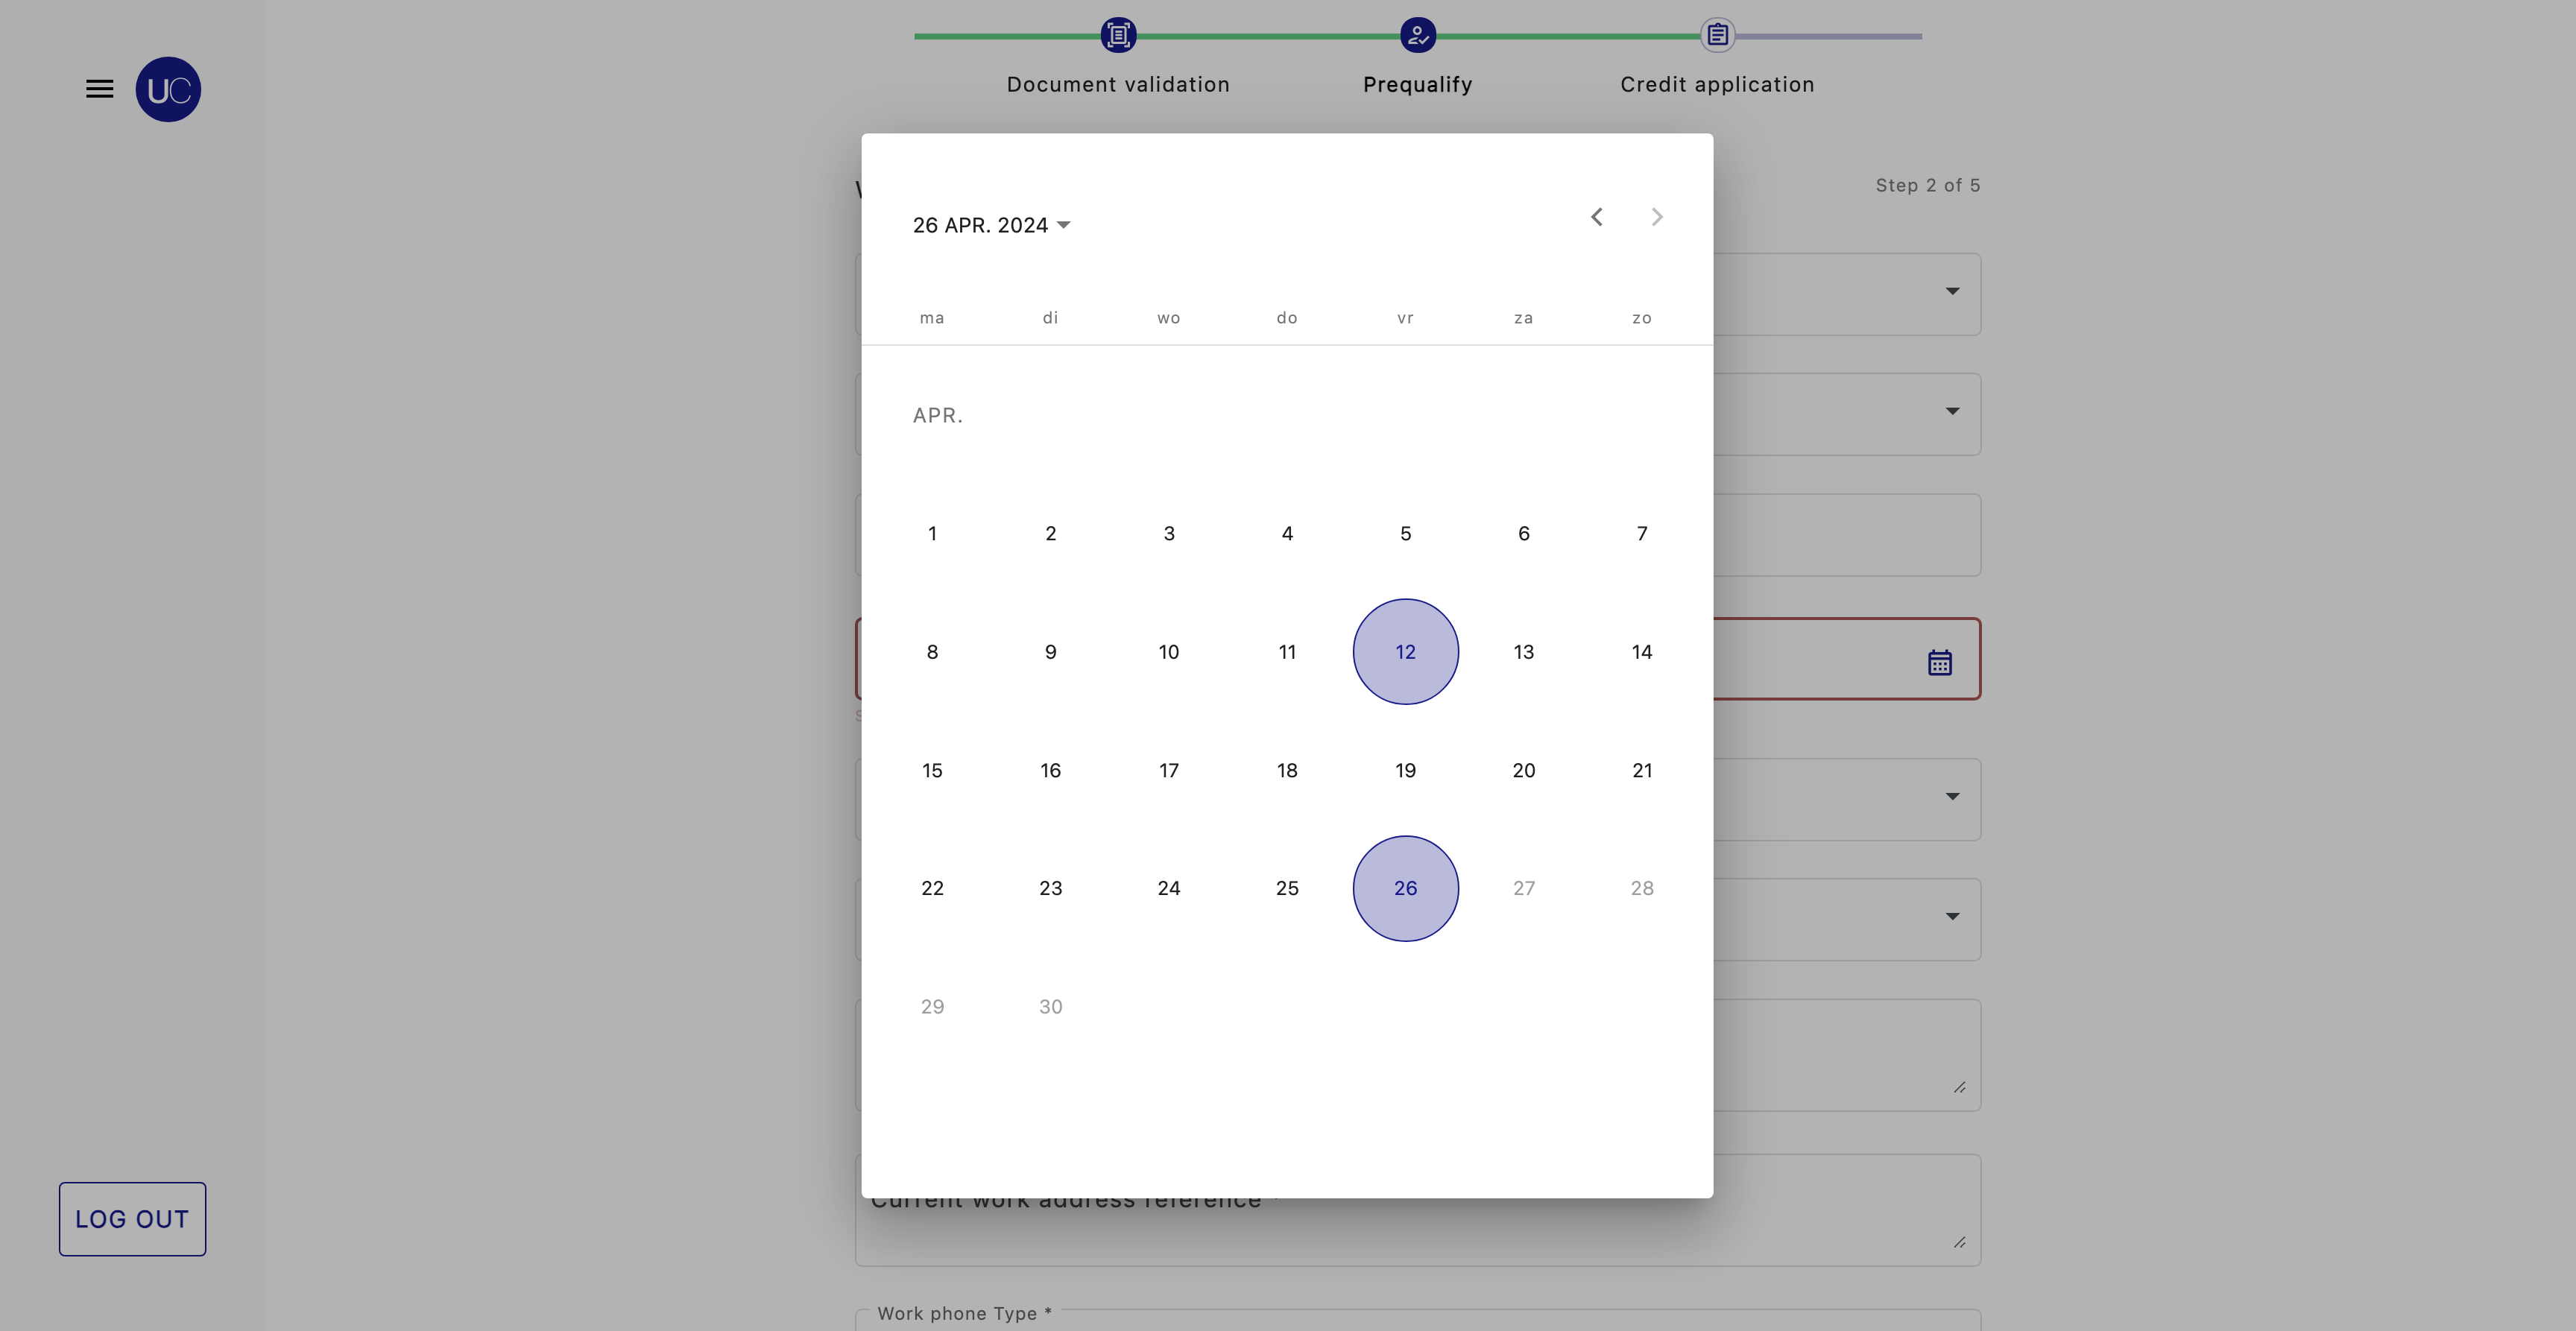 UC
Document validation
Prequalify
Credit application
Step 2 of 5
26 APR. 2024
ma di wo do vr za zo
APR.
1 2 3 4 5 6 7
8 9 10 11 12 13 14
15 16 17 18 19 20 21
22 23 24 25 26 27 28
29 30
Current work address reference
LOG OUT
Work phone Type *